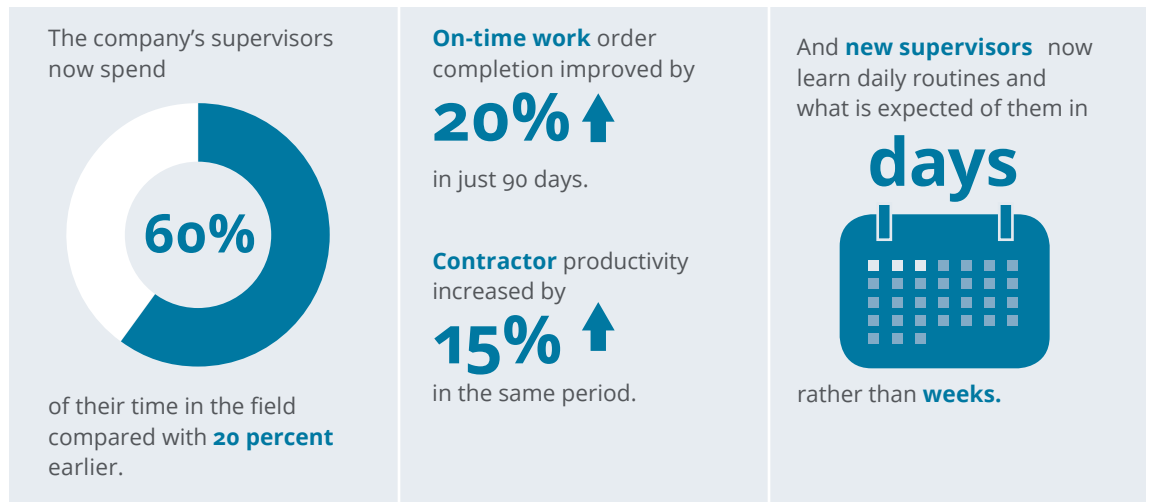 The company’s supervisors
now spend
60%
of their time in the field
compared with 20 percent
earlier.
On-time work order
completion improved by
20%
in just 90 days.
Contractor productivity
increased by
15%
in the same period.
And new supervisors now
learn daily routines and
what is expected of them in
days
rather than weeks.